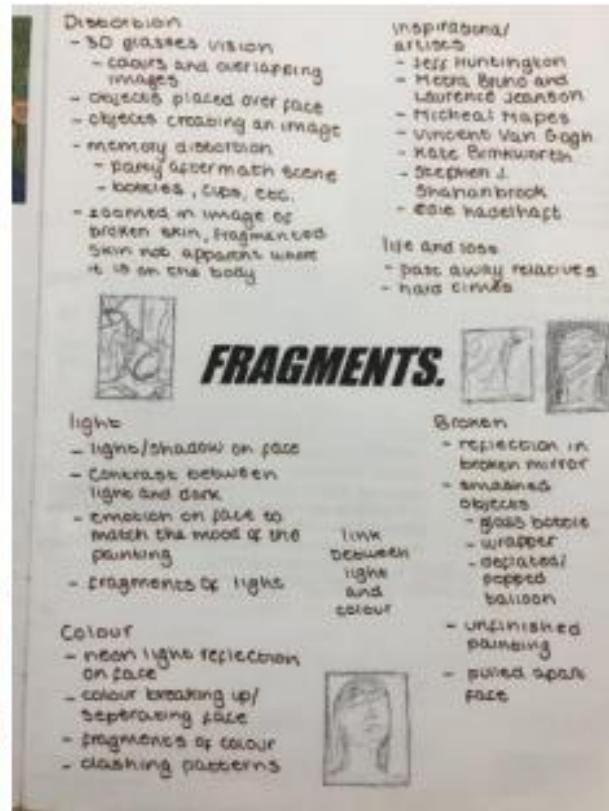 Distortion
- 3D glasses vision
- colours and overlapping
images
- objects placed over face
- objects creating an image
- memory distortion
- party aftermath scene
- bottles, cups, etc.
- zoomed in image of
broken skin, fragmented
skin not apparent where
it is on the body
inspirational
artists
- Jeff Huntington
- Meera Bruno and
Laurence Jeanson
- Micheal Mapes
- Vincent Van Gogh
- Kate Brinkworth
- Stephen J.
Shanabrook
- 
life and loss
- past away relatives
- hard times
FRAGMENTS.
light
- light/shadow on face
- contrast between
light and dark
- emotion on face to
match the mood of the
painting
- fragments of light
link
between
light
and
colour
Broken
- reflection in
broken mirror
- smashed
objects
- glass bottle
- wrapper
- deflated/
popped
balloon
- unfinished
painting
- pulled apart
face
Colour
- neon light reflection
on face
- colour breaking up/
seperating face
- fragments of colour
- clashing patterns